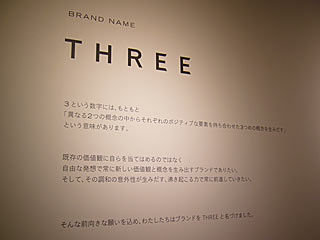 BRAND NAME
THREE
3という数字には、もともと
「異なる2つの概念の中からそれぞれのポジティブな要素を持ち合わせた3つめの概念を生みだす」
という意味があります。
既存の価値観に自らを当てはめるのではなく
自由な発想で常に新しい価値観と概念を生み出すブランドでありたい。
そして、その調和の意外性が生みだす、沸き起こる力で常に前進していきたい。
そんな前向きな願いを込め、わたしたちはブランドを THREE と名づけました。